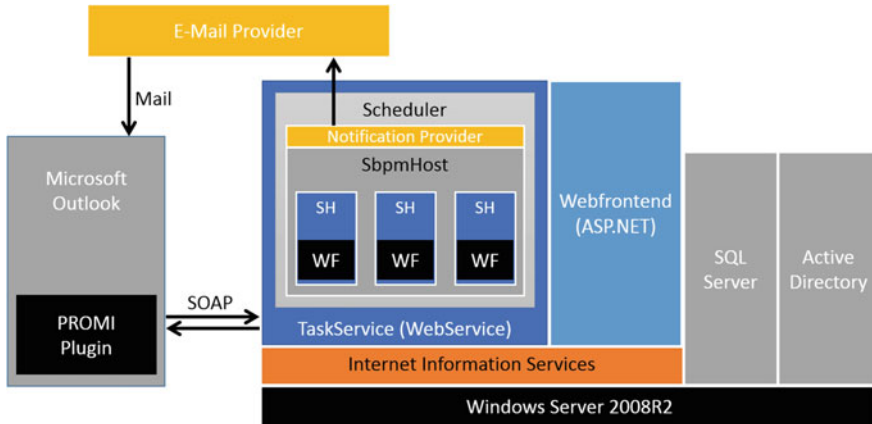 E-Mail Provider
Mail
Scheduler
Notification Provider
SbpmHost
SH
SH
SH
WF
WF
WF
Microsoft
Outlook
PROMI
Plugin
SOAP
TaskService (WebService)
Webfrontend
(ASP.NET)
SQL
Server
Active
Directory
Internet Information Services
Windows Server 2008R2